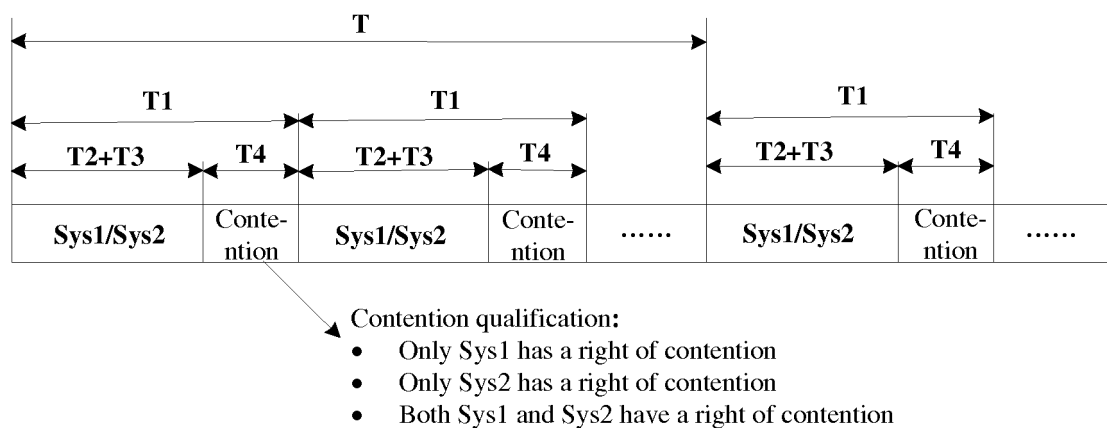 T
T1 T1 T1
T2+T3 T4 T2+T3 T4 T2+T3 T4
Sys1/Sys2 Conte- Sys1/Sys2 Conte- ...... Sys1/Sys2 Conte- ......
ntion ntion ntion
Contention qualification:
• Only Sys1 has a right of contention
• Only Sys2 has a right of contention
• Both Sys1 and Sys2 have a right of contention